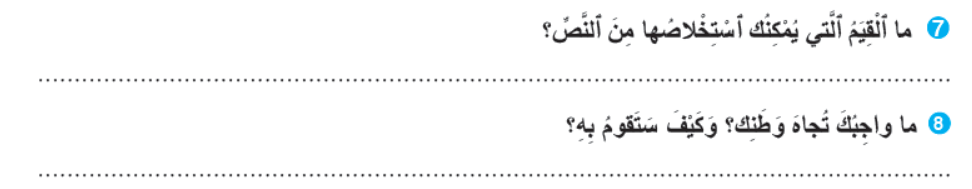 7 ما ٱلْقِيَمُ ٱلَّتي يُمْكِنُك ٱسْتِخْلاصُها مِنَ ٱلنَّصِّ؟
................................................................................
8 ما واجِبُكَ تُجاهَ وَطَنِك؟ وَكَيْفَ سَتَقومُ بِهِ؟
................................................................................